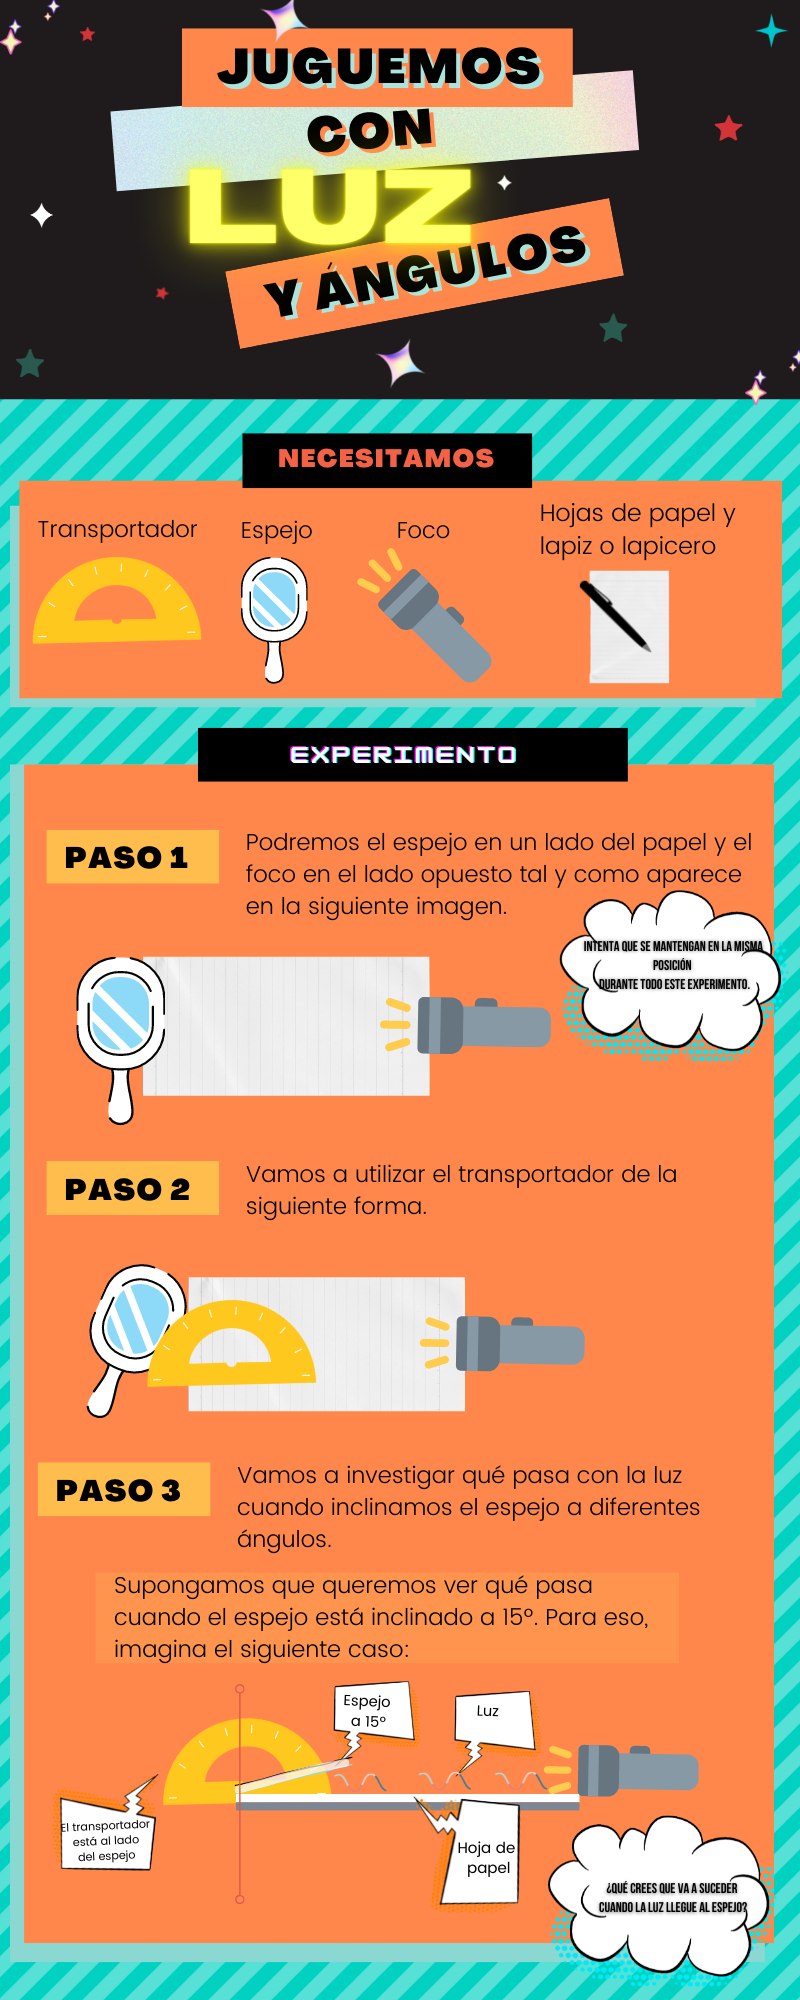 JUGUEMOS
CON
LUZ
Y ÁNGULOS
NECESITAMOS
Transportador
Espejo
Foco
Hojas de papel y
lapiz o lapicero
EXPERIMENTO
PASO 1
Podremos el espejo en un lado del papel y el
foco en el lado opuesto tal y como aparece
en la siguiente imagen.
INTENTA QUE SE MANTENGAN EN LA MISMA
POSICIÓN
DURANTE TODO ESTE EXPERIMENTO.
PASO 2
Vamos a utilizar el transportador de la
siguiente forma.
PASO 3
Vamos a investigar qué pasa con la luz
cuando inclinamos el espejo a diferentes
ángulos.
Supongamos que queremos ver qué pasa
cuando el espejo está inclinado a 15°. Para eso,
imagina el siguiente caso:
Espejo
a 15°
Luz
El transportador
está al lado
del espejo
Hoja de
papel
¿QUÉ CREES QUE VA A SUCEDER
CUANDO LA LUZ LLEGUE AL ESPEJO?